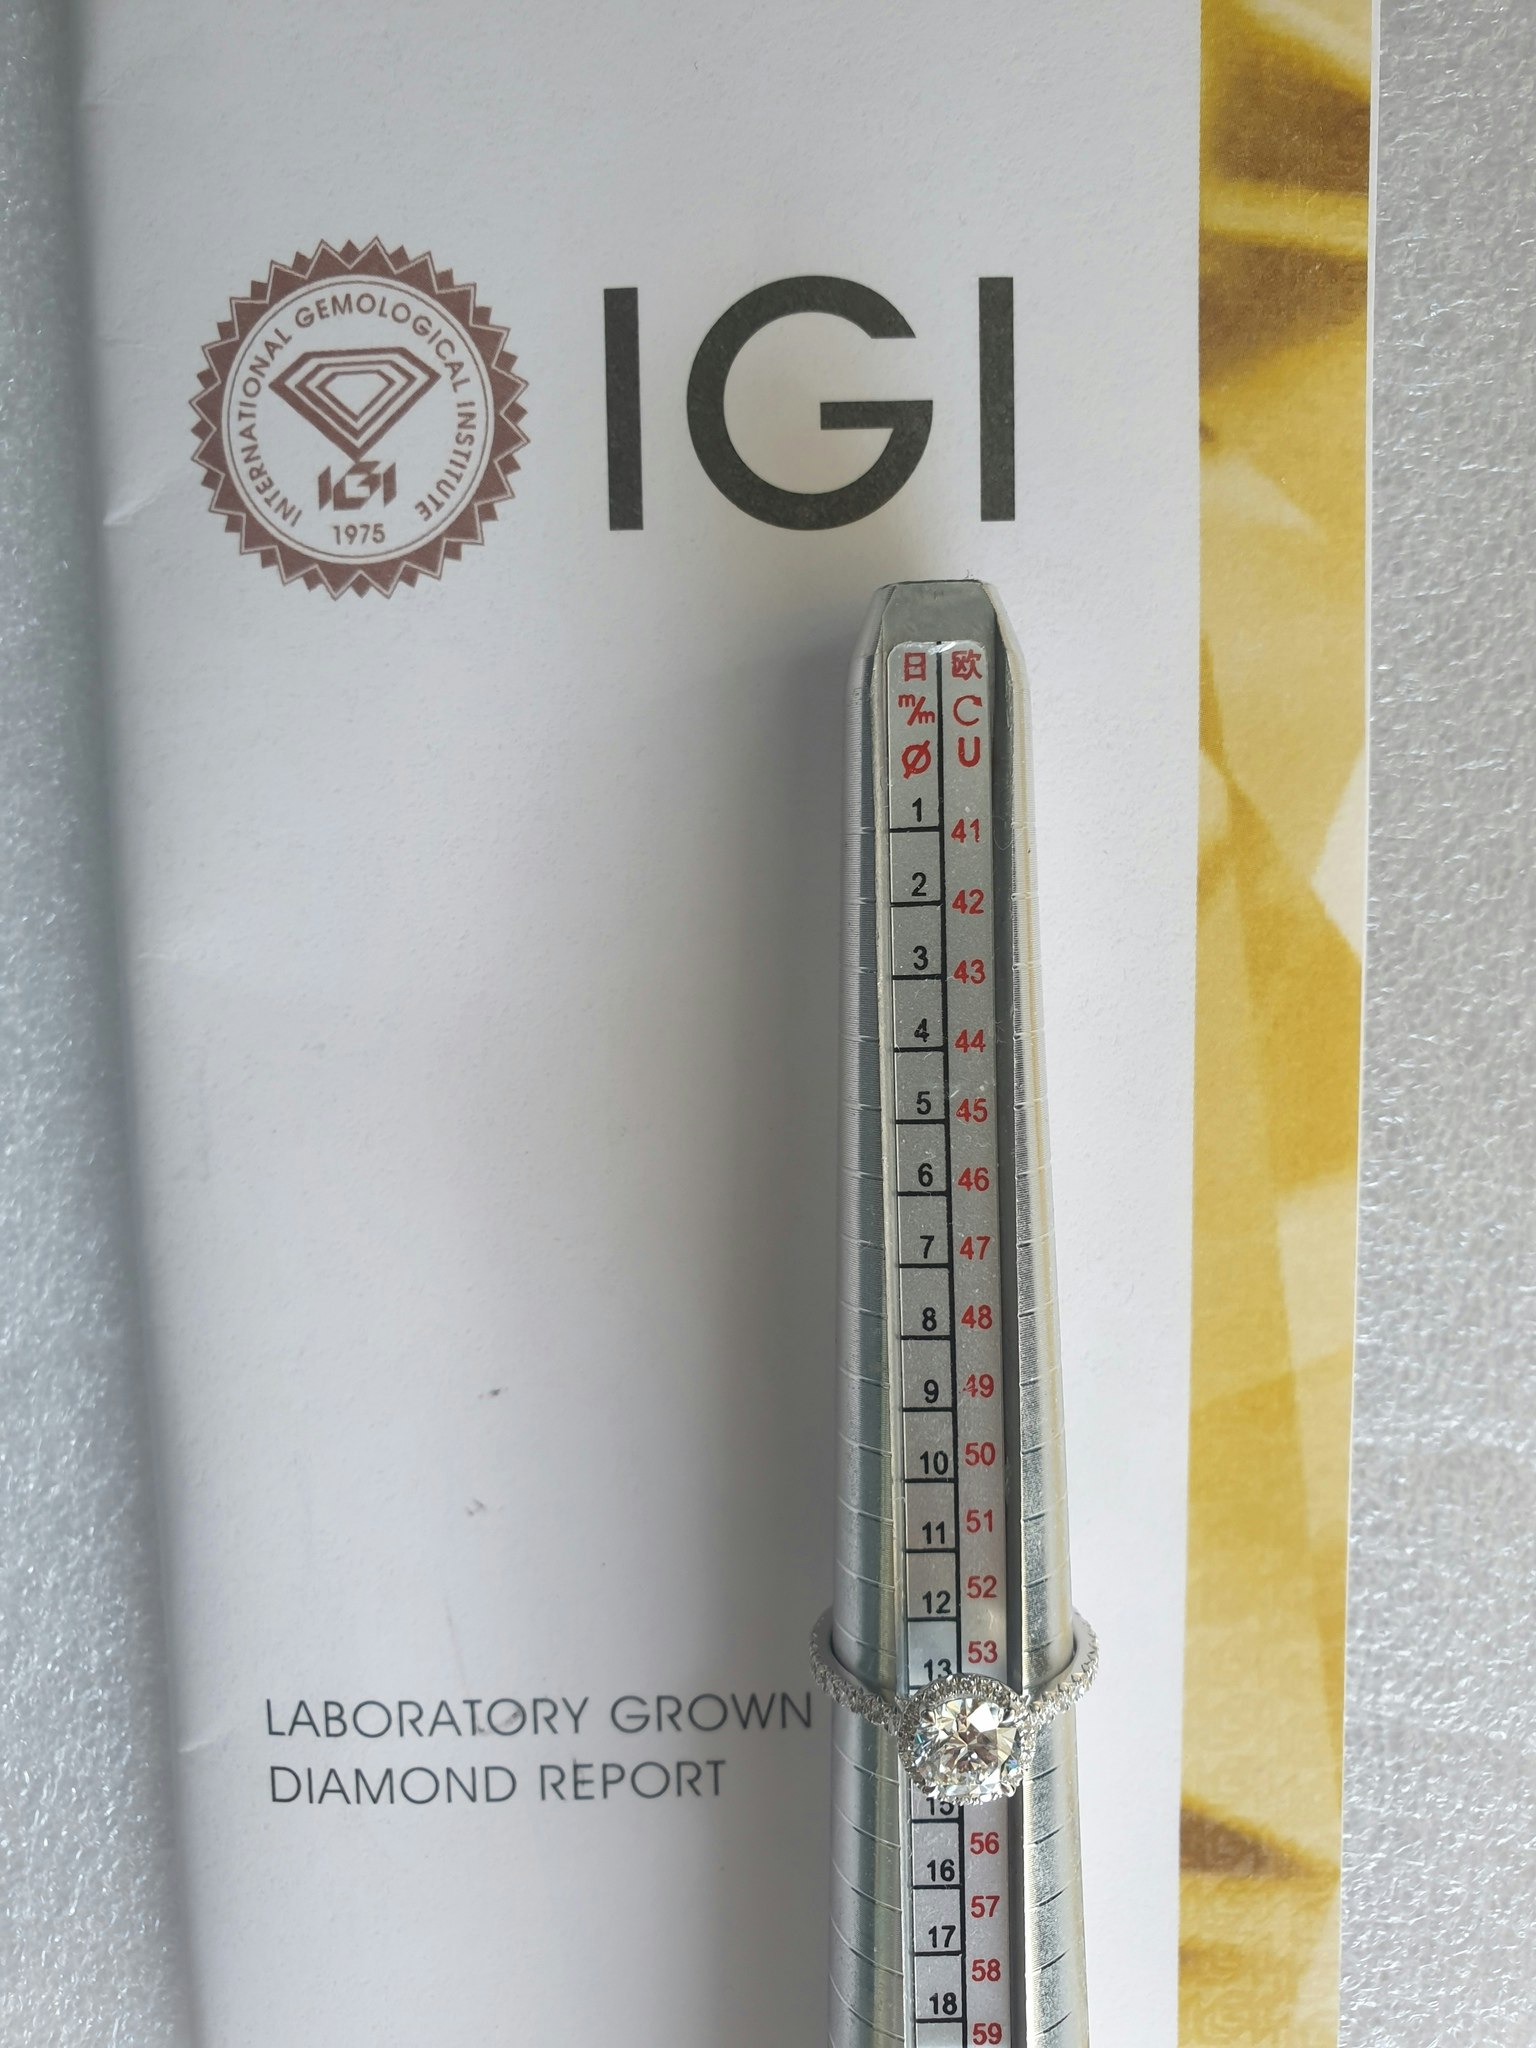 INTERNATIONAL GEMOLOGICAL INSTITUTE
IGI
1975
IGI
日 欧
m/m
Ø U
1 41
2 42
3 43
4 44
5 45
6 46
7 47
8 48
9 49
10 50
11 51
12 52
13 53
15
16 56
17 57
18 58
59
LABORATORY GROWN
DIAMOND REPORT